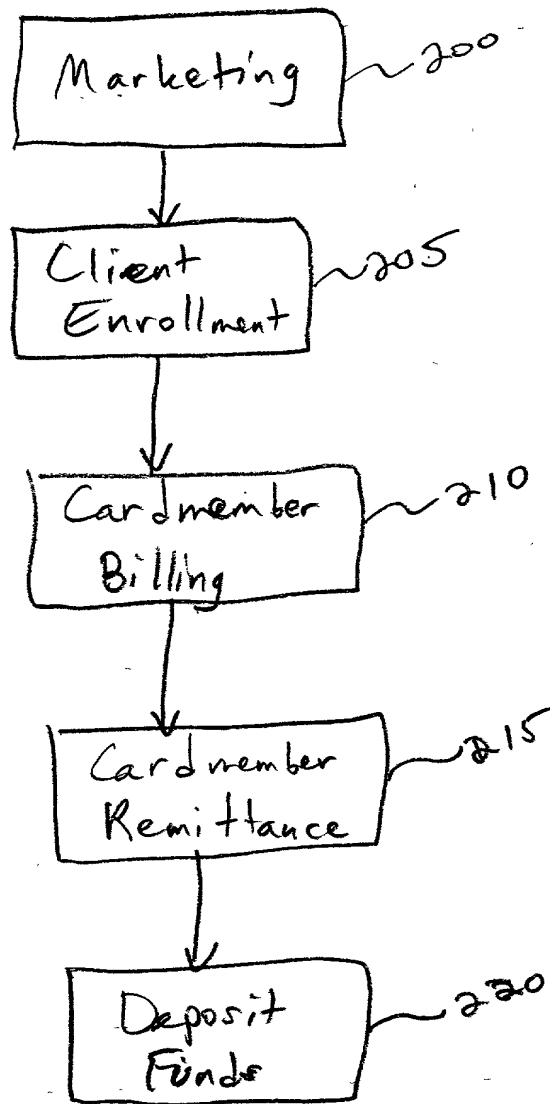 Marketing
200
Client
Enrollment
205
Cardmember
Billing
210
Cardmember
Remittance
215
Deposit
Funds
220